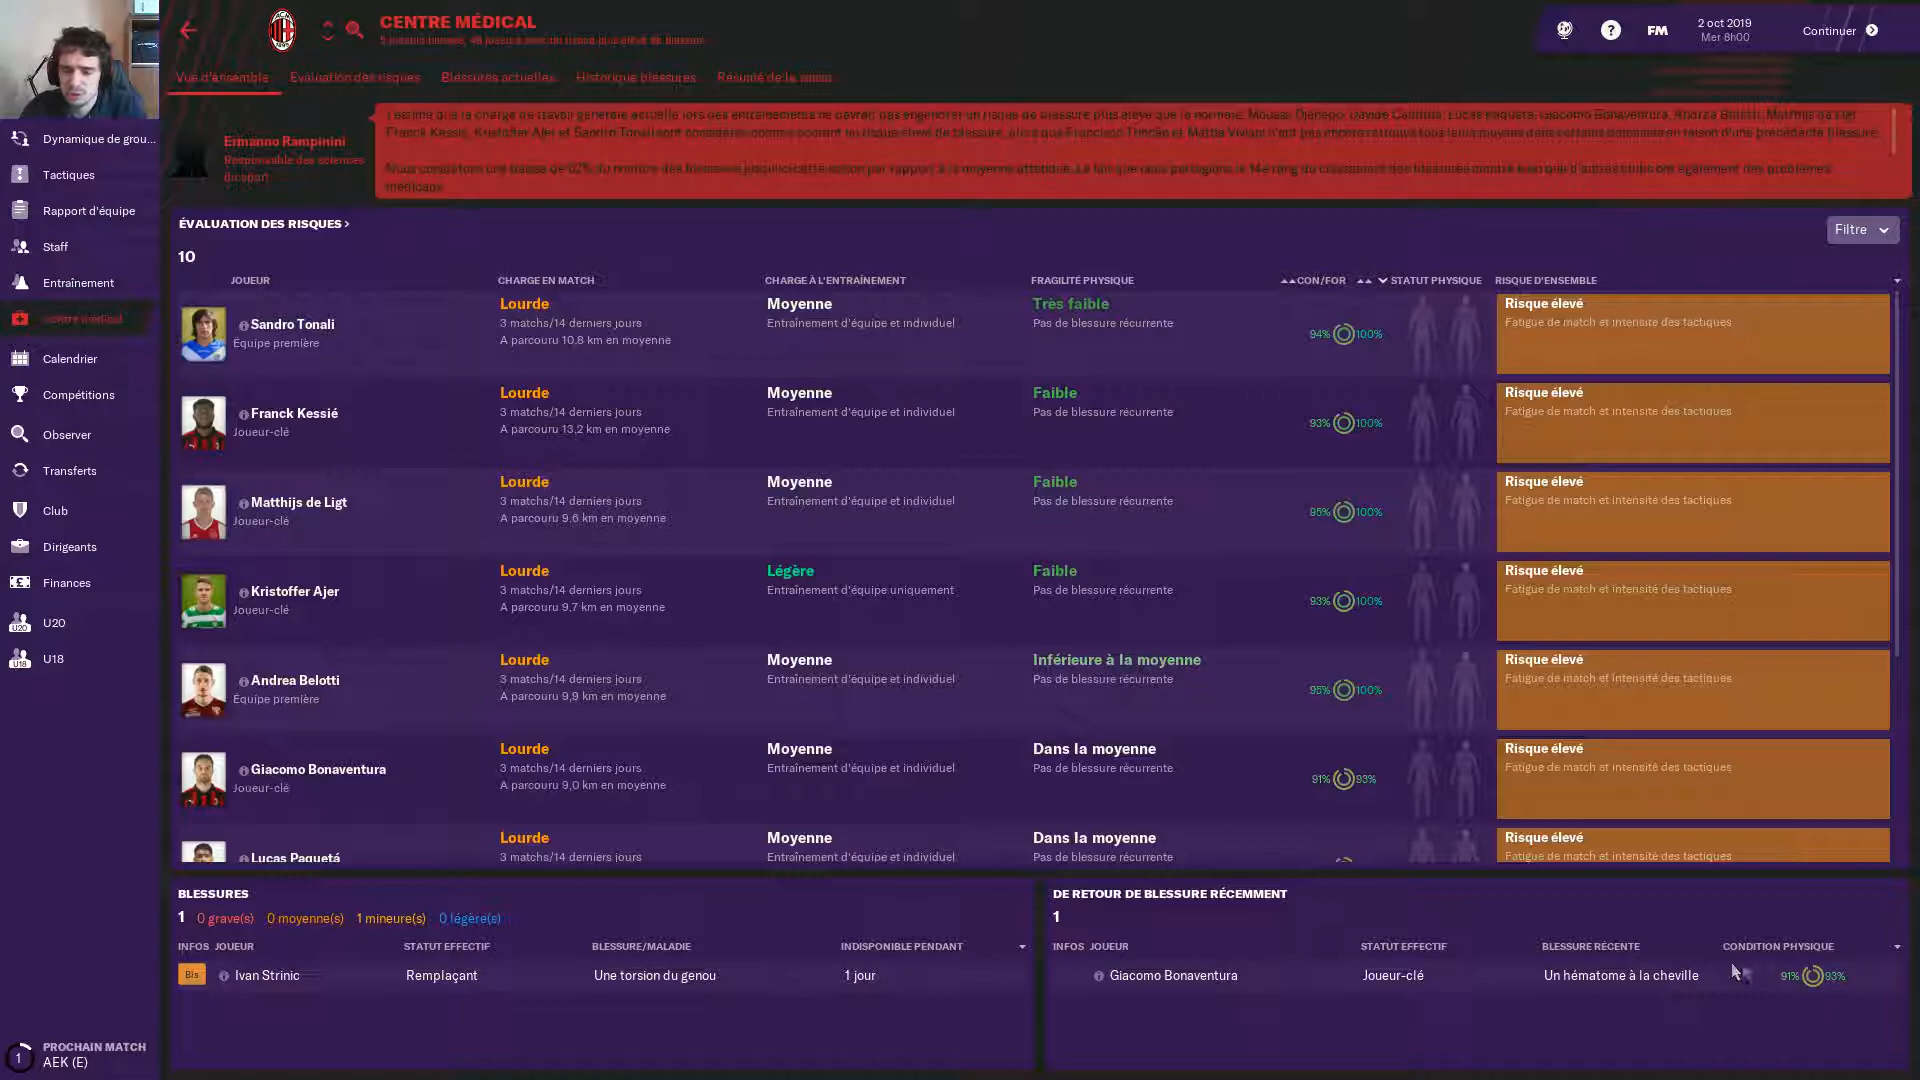 CENTRE MÉDICAL
2 oct 2019
Mer 8h00
FM
Continuer
Vue d'ensemble
Évaluation des risques
Blessures actuelles
Historique blessures
Résumé de la
Ermanno Rampinini
Responsable des sciences
du sport
Dynamique de grou...
Tactiques
Rapport d'équipe
Staff
Entraînement
Centre médical
Calendrier
Compétitions
Observer
Transferts
Club
Dirigeants
Finances
U20
U18
PROCHAIN MATCH
1 AEK (E)
ÉVALUATION DES RISQUES >
Filtre
10
JOUEUR CHARGE EN MATCH CHARGE À L'ENTRAÎNEMENT FRAGILITÉ PHYSIQUE CON/FOR STATUT PHYSIQUE RISQUE D'ENSEMBLE
Lourde Moyenne Très faible Risque élevé
Sandro Tonali 3 matchs/14 derniers jours Entraînement d'équipe et individuel Pas de blessure récurrente 94% 100% Fatigue de match et intensité des tactiques
Équipe première A parcouru 10,8 km en moyenne
Lourde Moyenne Faible Risque élevé
Franck Kessié 3 matchs/14 derniers jours Entraînement d'équipe et individuel Pas de blessure récurrente 93% 100% Fatigue de match et intensité des tactiques
Joueur-clé A parcouru 13,2 km en moyenne
Lourde Moyenne Faible Risque élevé
Matthijs de Ligt 3 matchs/14 derniers jours Entraînement d'équipe et individuel Pas de blessure récurrente 95% 100% Fatigue de match et intensité des tactiques
Joueur-clé A parcouru 9,6 km en moyenne
Lourde Légère Faible Risque élevé
Kristoffer Ajer 3 matchs/14 derniers jours Entraînement d'équipe uniquement Pas de blessure récurrente 93% 100% Fatigue de match et intensité des tactiques
Joueur-clé A parcouru 9,7 km en moyenne
Lourde Moyenne Inférieure à la moyenne Risque élevé
Andrea Belotti 3 matchs/14 derniers jours Entraînement d'équipe et individuel Pas de blessure récurrente 95% 100% Fatigue de match et intensité des tactiques
Équipe première A parcouru 9,9 km en moyenne
Lourde Moyenne Dans la moyenne Risque élevé
Giacomo Bonaventura 3 matchs/14 derniers jours Entraînement d'équipe et individuel Pas de blessure récurrente 91% 93% Fatigue de match et intensité des tactiques
Joueur-clé A parcouru 9,0 km en moyenne
Lourde Moyenne Dans la moyenne Risque élevé
Lucas Paquetá 3 matchs/14 derniers jours Entraînement d'équipe et individuel Pas de blessure récurrente Fatigue de match et intensité des tactiques
BLESSURES
1 0 grave(s) 0 moyenne(s) 1 mineure(s) 0 légère(s)
INFOS JOUEUR STATUT EFFECTIF BLESSURE/MALADIE INDISPONIBLE PENDANT
Bls Ivan Strinic Remplaçant Une torsion du genou 1 jour
DE RETOUR DE BLESSURE RÉCEMMENT
1
INFOS JOUEUR STATUT EFFECTIF BLESSURE RÉCENTE CONDITION PHYSIQUE
Giacomo Bonaventura Joueur-clé Un hématome à la cheville 91% 93%